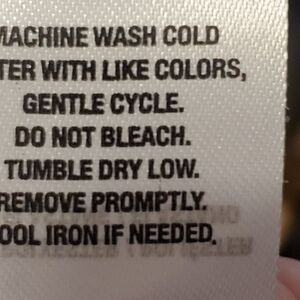 MACHINE WASH COLD
TER WITH LIKE COLORS,
GENTLE CYCLE.
DO NOT BLEACH.
TUMBLE DRY LOW.
REMOVE PROMPTLY.
OOL IRON IF NEEDED.